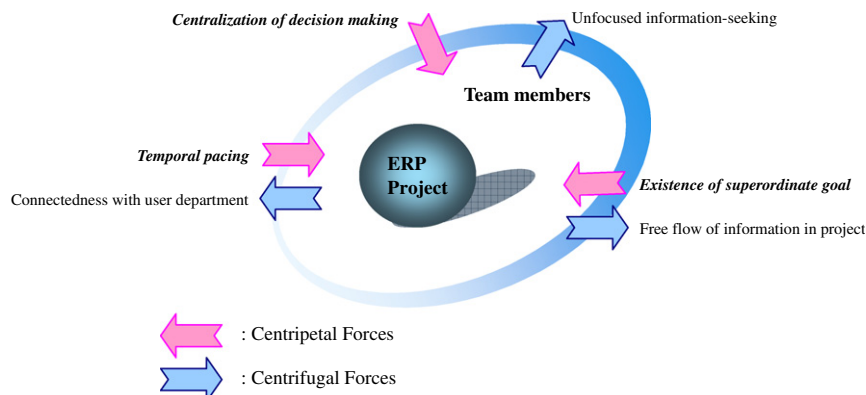 Centralization of decision making
Unfocused information-seeking
Team members
Temporal pacing
ERP
Project
Existence of superordinate goal
Connectedness with user department
Free flow of information in project
: Centripetal Forces
: Centrifugal Forces